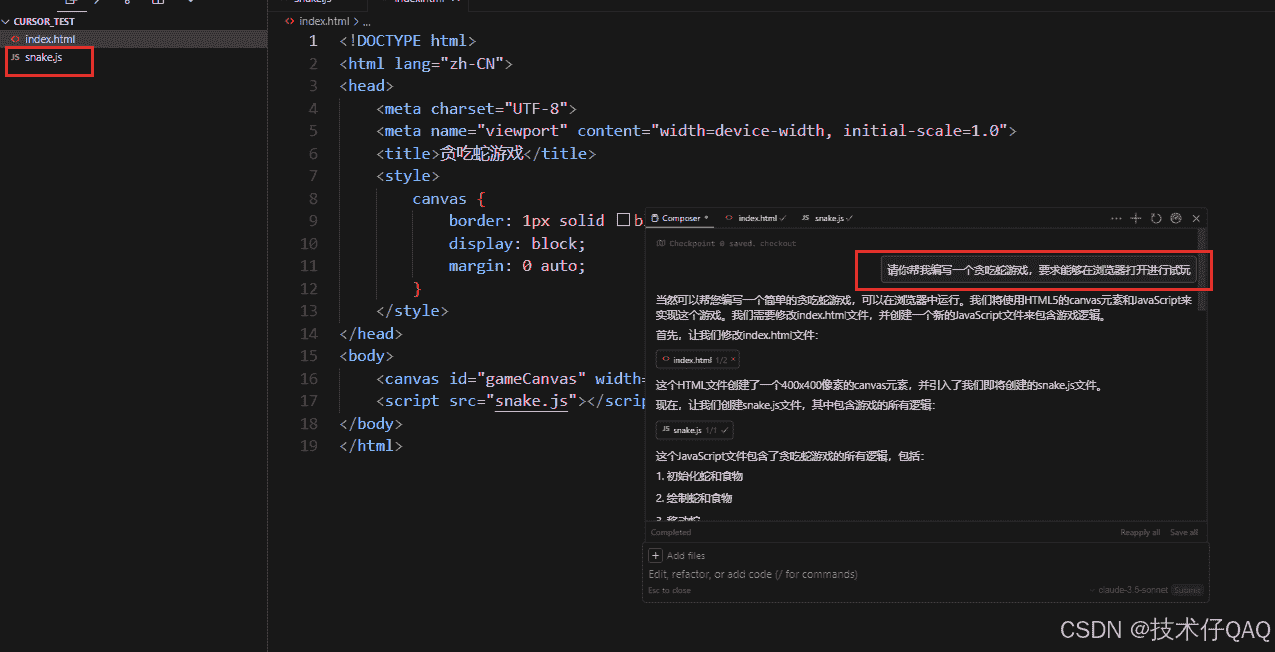 CURSOR_TEST
index.html
JS snake.js
index.html > ...
1 <!DOCTYPE html>
2 <html lang="zh-CN">
3 <head>
4 <meta charset="UTF-8">
5 <meta name="viewport" content="width=device-width, initial-scale=1.0">
6 <title>贪吃蛇游戏</title>
7 <style>
8 canvas {
9 border: 1px solid b
10 display: block;
11 margin: 0 auto;
12 }
13 </style>
14 </head>
15 <body>
16 <canvas id="gameCanvas" width=
17 <script src="snake.js"></scrip
18 </body>
19 </html>
Composer
index.html
JS snake.js
Checkpoint @ saved. checkout
请你帮我编写一个贪吃蛇游戏，要求能够在浏览器打开进行试玩
当然可以帮您编写一个简单的贪吃蛇游戏，可以在浏览器中运行。我们将使用HTML5的canvas元素和JavaScript来
实现这个游戏。我们需要修改index.html文件，并创建一个新的JavaScript文件来包含游戏逻辑。
首先，让我们修改index.html文件:
index.html 1/2 ×
这个HTML文件创建了一个400x400像素的canvas元素，并引入了我们即将创建的snake.js文件。
现在，让我们创建snake.js文件，其中包含游戏的所有逻辑:
JS snake.js 1/1
这个JavaScript文件包含了贪吃蛇游戏的所有逻辑，包括:
1. 初始化蛇和食物
2. 绘制蛇和食物
3. 移动蛇
Completed
Reapply all Save all
+ Add files
Edit, refactor, or add code (/ for commands)
Esc to close
claude-3.5-sonnet Submit
CSDN @技术仔QAQ